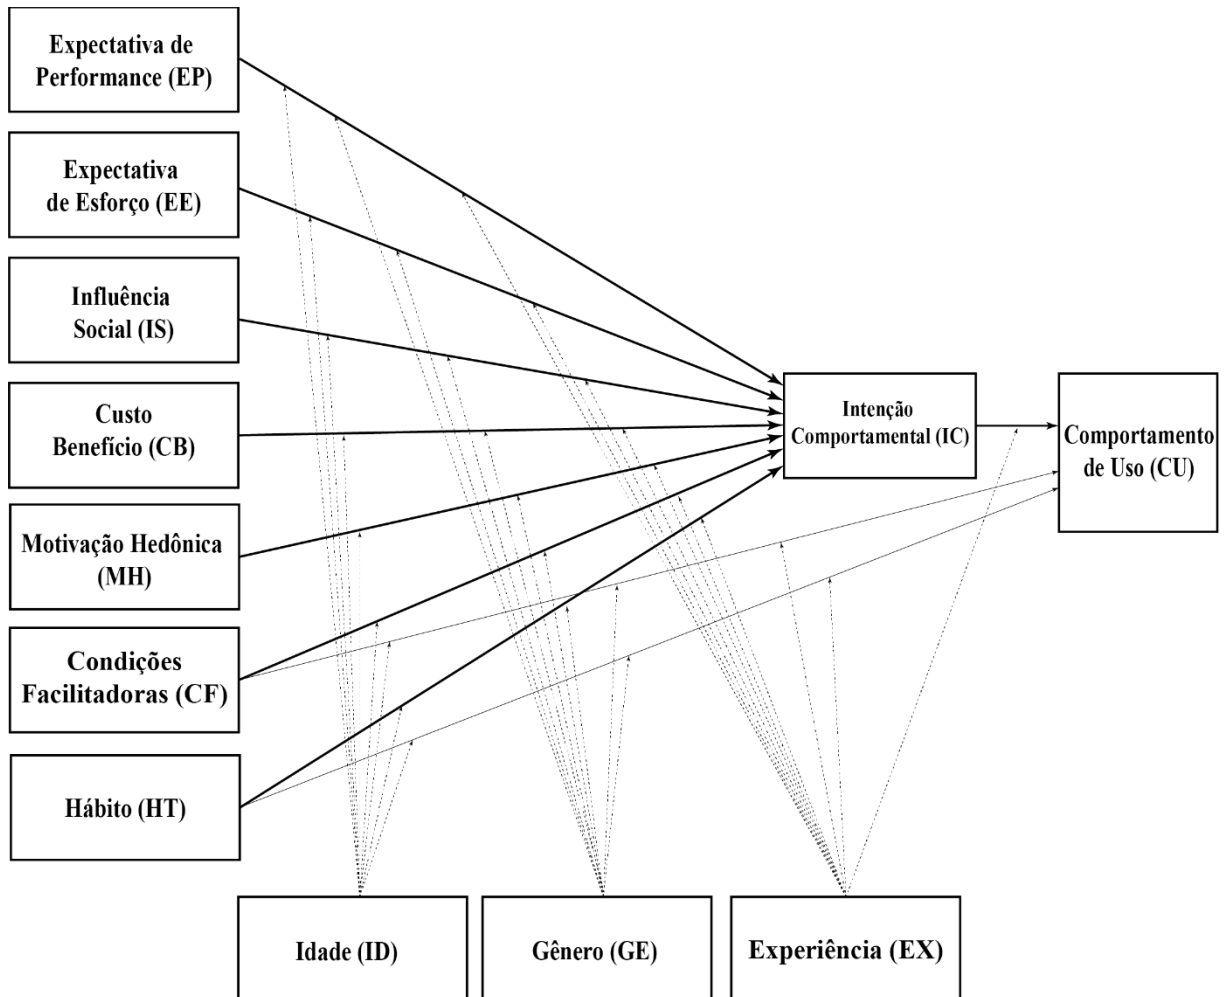 Expectativa de
Performance (EP)
Expectativa
de Esforço (EE)
Influência
Social (IS)
Custo
Benefício (CB)
Motivação Hedônica
(MH)
Condições
Facilitadoras (CF)
Hábito (HT)
Intenção
Comportamental (IC)
Comportamento
de Uso (CU)
Idade (ID)
Gênero (GE)
Experiência (EX)